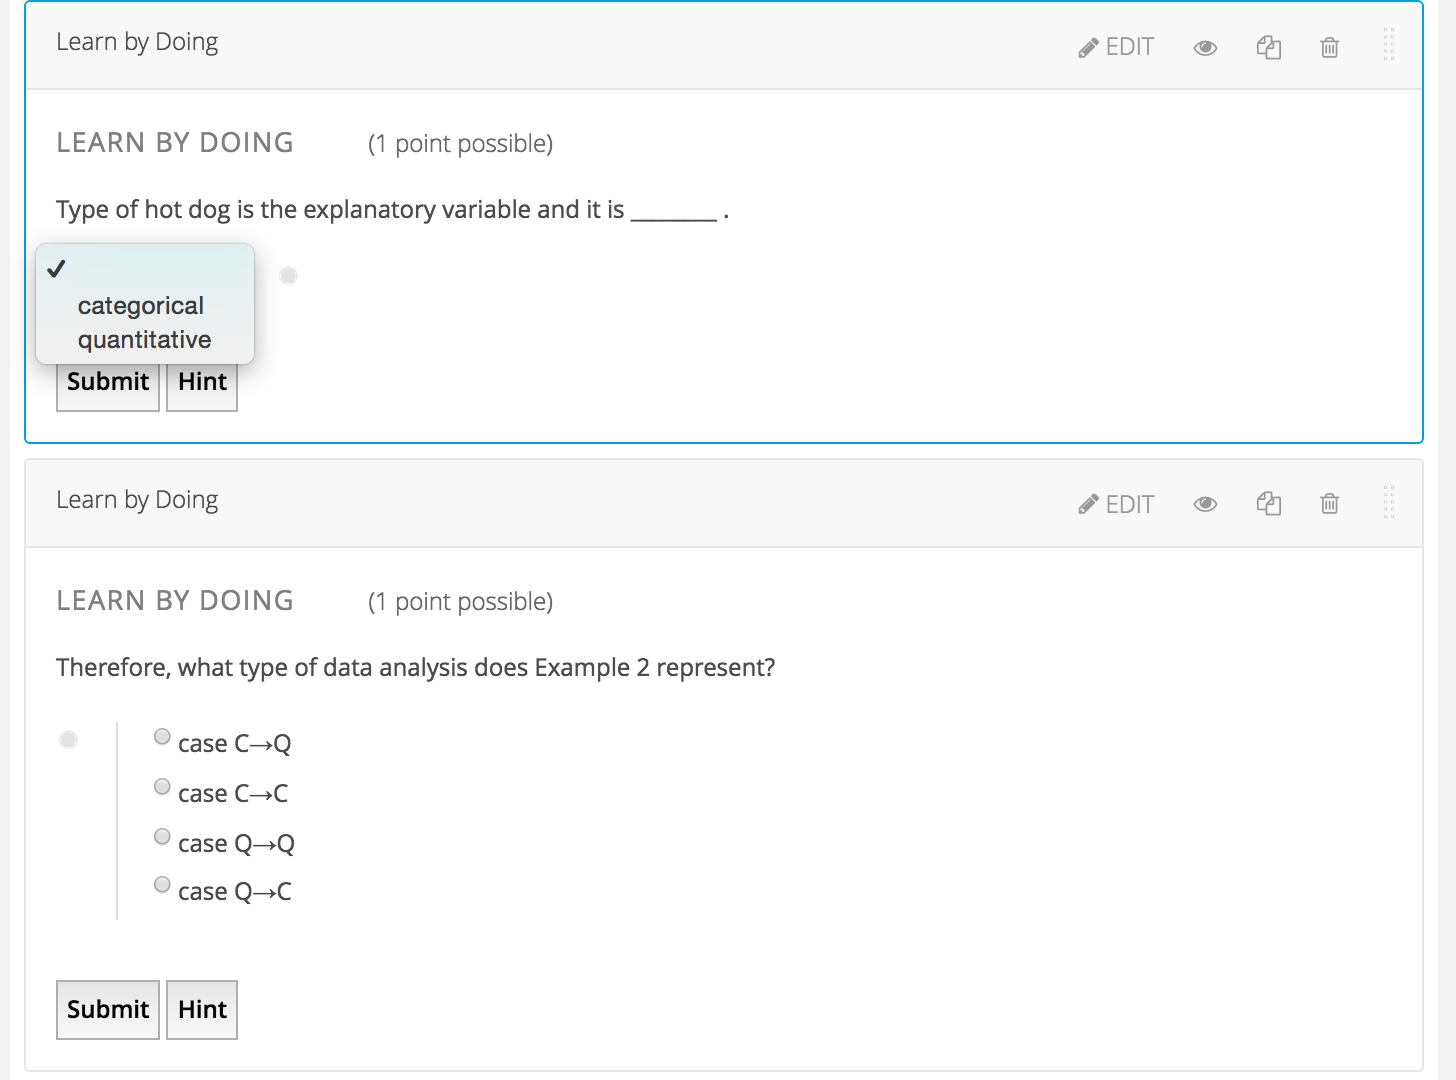 Learn by Doing
EDIT
LEARN BY DOING (1 point possible)
Type of hot dog is the explanatory variable and it is ________ .
categorical
quantitative
Submit Hint
Learn by Doing
EDIT
LEARN BY DOING (1 point possible)
Therefore, what type of data analysis does Example 2 represent?
case C→Q
case C→C
case Q→Q
case Q→C
Submit Hint